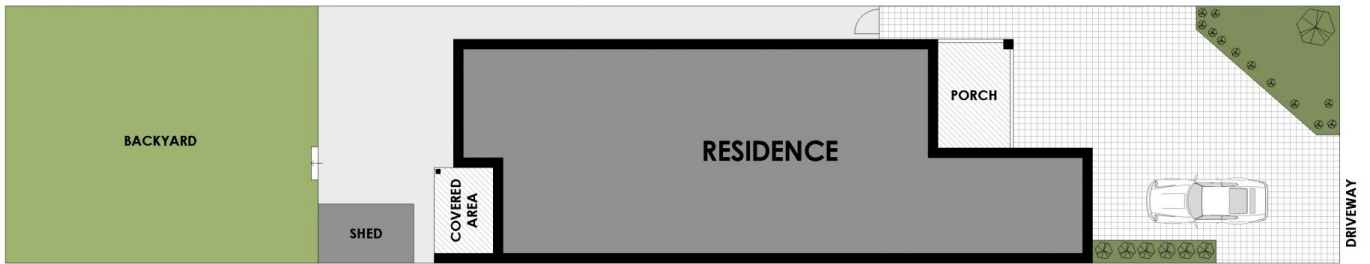 BACKYARD
SHED
COVERED
AREA
RESIDENCE
PORCH
DRIVEWAY